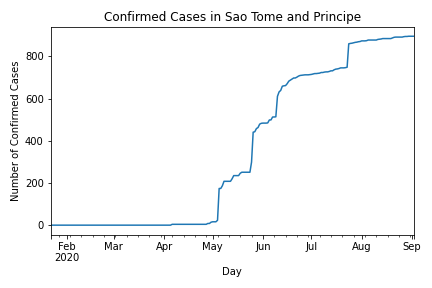 Confirmed Cases in Sao Tome and Principe
Number of Confirmed Cases
800
600
400
200
0
Feb Mar Apr May Jun Jul Aug Sep
2020
Day